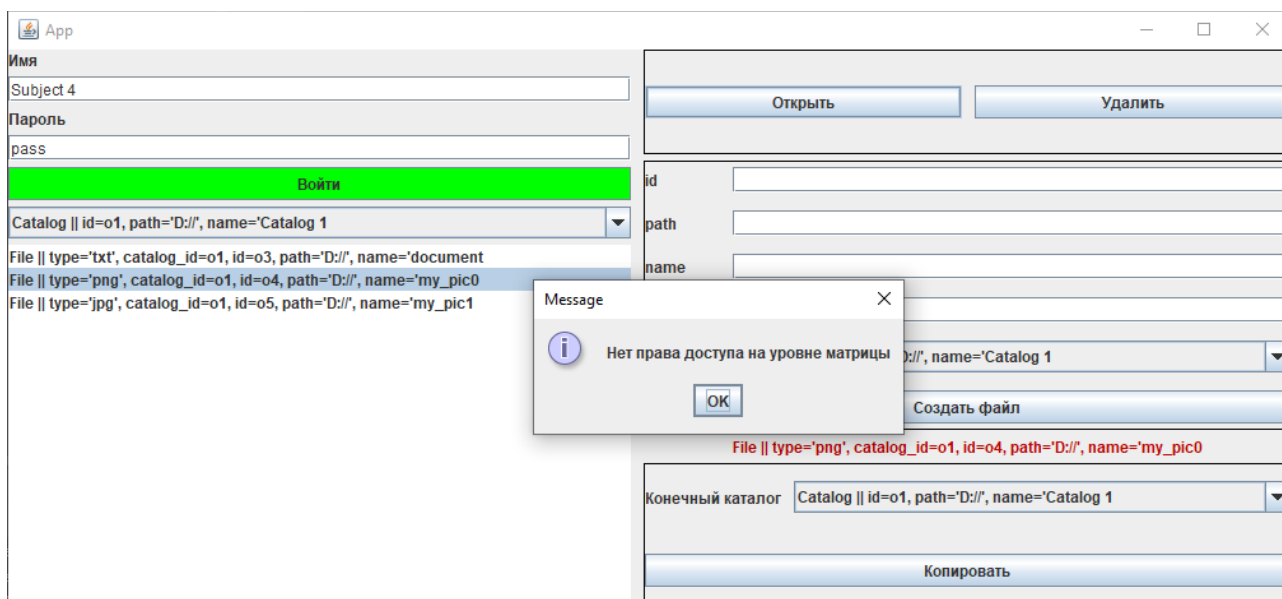 App
Имя
Subject 4
Пароль
pass
Войти
Catalog || id=o1, path='D://', name='Catalog 1
File || type='txt', catalog_id=o1, id=o3, path='D://', name='document
File || type='png', catalog_id=o1, id=o4, path='D://', name='my_pic0
File || type='jpg', catalog_id=o1, id=o5, path='D://', name='my_pic1
Открыть
Удалить
id
path
name
Message
Нет права доступа на уровне матрицы
OK
://', name='Catalog 1
Создать файл
File || type='png', catalog_id=o1, id=o4, path='D://', name='my_pic0
Конечный каталог
Catalog || id=o1, path='D://', name='Catalog 1
Копировать